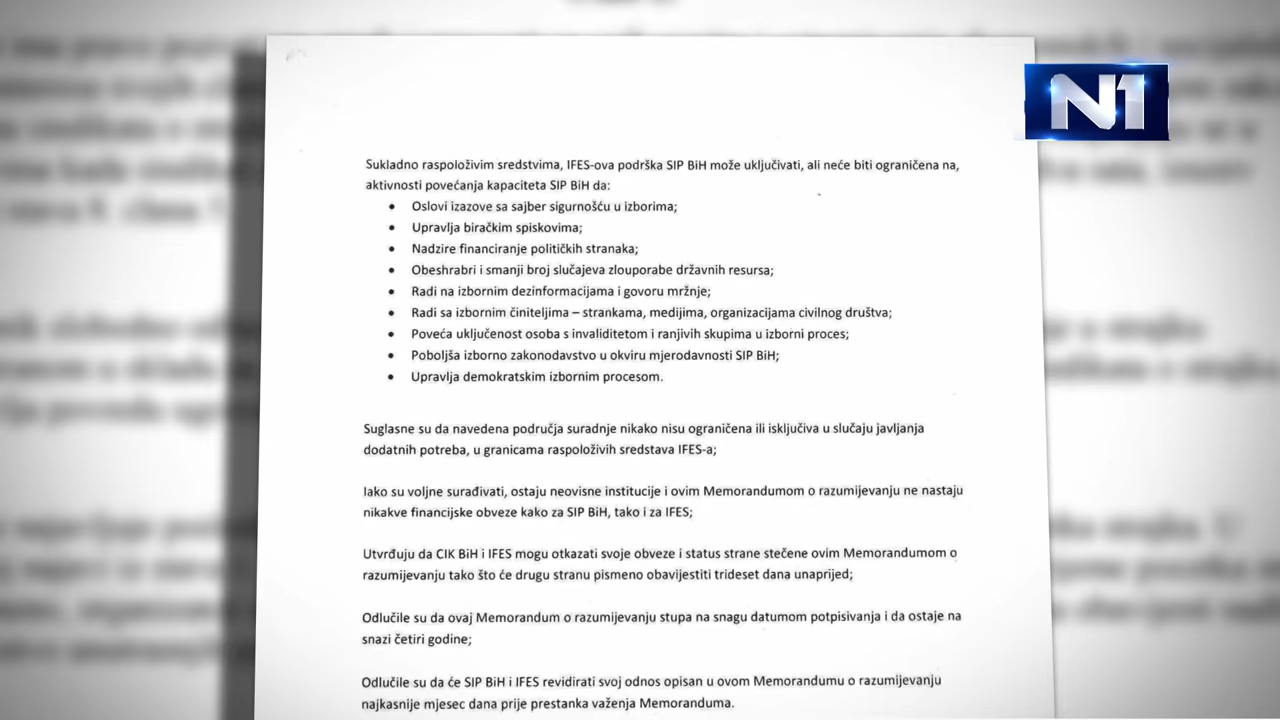 N1
Sukladno raspoloživim sredstvima, IFES-ova podrška SIP BiH može uključivati, ali neće biti ograničena na,
aktivnosti povećanja kapaciteta SIP BiH da:
• Oslovi izazove sa sajber sigurnošću u izborima;
• Upravlja biračkim spiskovima;
• Nadzire financiranje političkih stranaka;
• Obeshrabri i smanji broj slučajeva zlouporabe državnih resursa;
• Radi na izbornim dezinformacijama i govoru mržnje;
• Radi sa izbornim činiteljima – strankama, medijima, organizacijama civilnog društva;
• Poveća uključenost osoba s invaliditetom i ranjivih skupima u izborni proces;
• Poboljša izborno zakonodavstvo u okviru mjerodavnosti SIP BiH;
• Upravlja demokratskim izbornim procesom.
Suglasne su da navedena područja suradnje nikako nisu ograničena ili isključiva u slučaju javljanja
dodatnih potreba, u granicama raspoloživih sredstava IFES-a;
Iako su voljne surađivati, ostaju neovisne institucije i ovim Memorandumom o razumijevanju ne nastaju
nikakve financijske obveze kako za SIP BiH, tako i za IFES;
Utvrđuju da CIK BiH i IFES mogu otkazati svoje obveze i status strane stečene ovim Memorandumom o
razumijevanju tako što će drugu stranu pismeno obavijestiti trideset dana unaprijed;
Odlučile su da ovaj Memorandum o razumijevanju stupa na snagu datumom potpisivanja i da ostaje na
snazi četiri godine;
Odlučile su da će SIP BiH i IFES revidirati svoj odnos opisan u ovom Memorandumu o razumijevanju
najkasnije mjesec dana prije prestanka važenja Memoranduma.